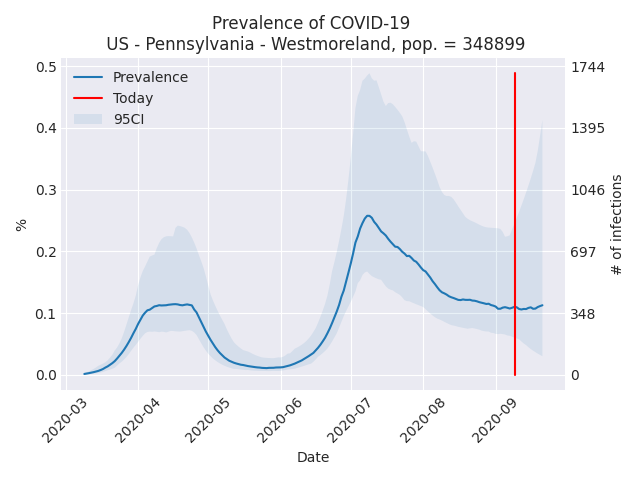 Prevalence of COVID-19
US - Pennsylvania - Westmoreland, pop. = 348899
Prevalence
Today
95CI
0.5
0.4
0.3
0.2
0.1
0.0
%
1744
1395
1046
697
348
0
# of infections
2020-03
2020-04
2020-05
2020-06
2020-07
2020-08
2020-09
Date